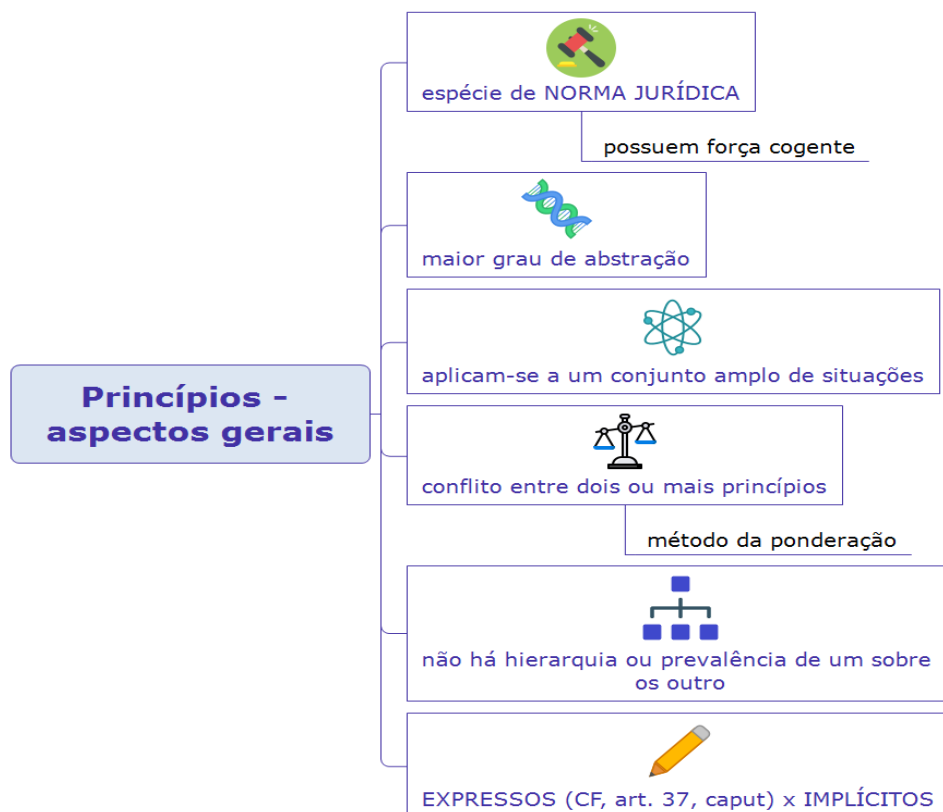 espécie de NORMA JURÍDICA
possuem força cogente
maior grau de abstração
aplicam-se a um conjunto amplo de situações
Princípios -
aspectos gerais
conflito entre dois ou mais princípios
método da ponderação
não há hierarquia ou prevalência de um sobre
os outro
EXPRESSOS (CF, art. 37, caput) x IMPLÍCITOS